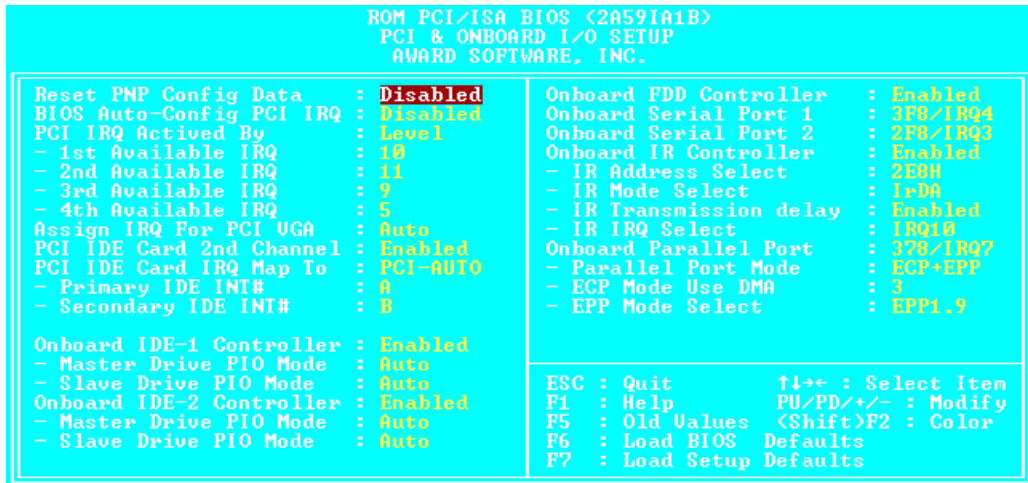 ROM PCI/ISA BIOS (2A59IA1B)
PCI & ONBOARD I/O SETUP
AWARD SOFTWARE, INC.
Reset PNP Config Data : Disabled
BIOS Auto-Config PCI IRQ : Disabled
PCI IRQ Actived By : Level
- 1st Available IRQ : 10
- 2nd Available IRQ : 11
- 3rd Available IRQ : 9
- 4th Available IRQ : 5
Assign IRQ For PCI VGA : Auto
PCI IDE Card 2nd Channel : Enabled
PCI IDE Card IRQ Map To : PCI-AUTO
- Primary IDE INT# : A
- Secondary IDE INT# : B
Onboard IDE-1 Controller : Enabled
- Master Drive PIO Mode : Auto
- Slave Drive PIO Mode : Auto
Onboard IDE-2 Controller : Enabled
- Master Drive PIO Mode : Auto
- Slave Drive PIO Mode : Auto
Onboard FDD Controller : Enabled
Onboard Serial Port 1 : 3F8/IRQ4
Onboard Serial Port 2 : 2F8/IRQ3
Onboard IR Controller : Enabled
- IR Address Select : 2E8H
- IR Mode Select : IrDA
- IR Transmission delay : Enabled
- IR IRQ Select : IRQ10
Onboard Parallel Port : 378/IRQ7
- Parallel Port Mode : ECP+EPP
- ECP Mode Use DMA : 3
- EPP Mode Select : EPP1.9
ESC : Quit ↑↓→← : Select Item
F1 : Help PU/PD/+/- : Modify
F5 : Old Values (Shift)F2 : Color
F6 : Load BIOS Defaults
F7 : Load Setup Defaults